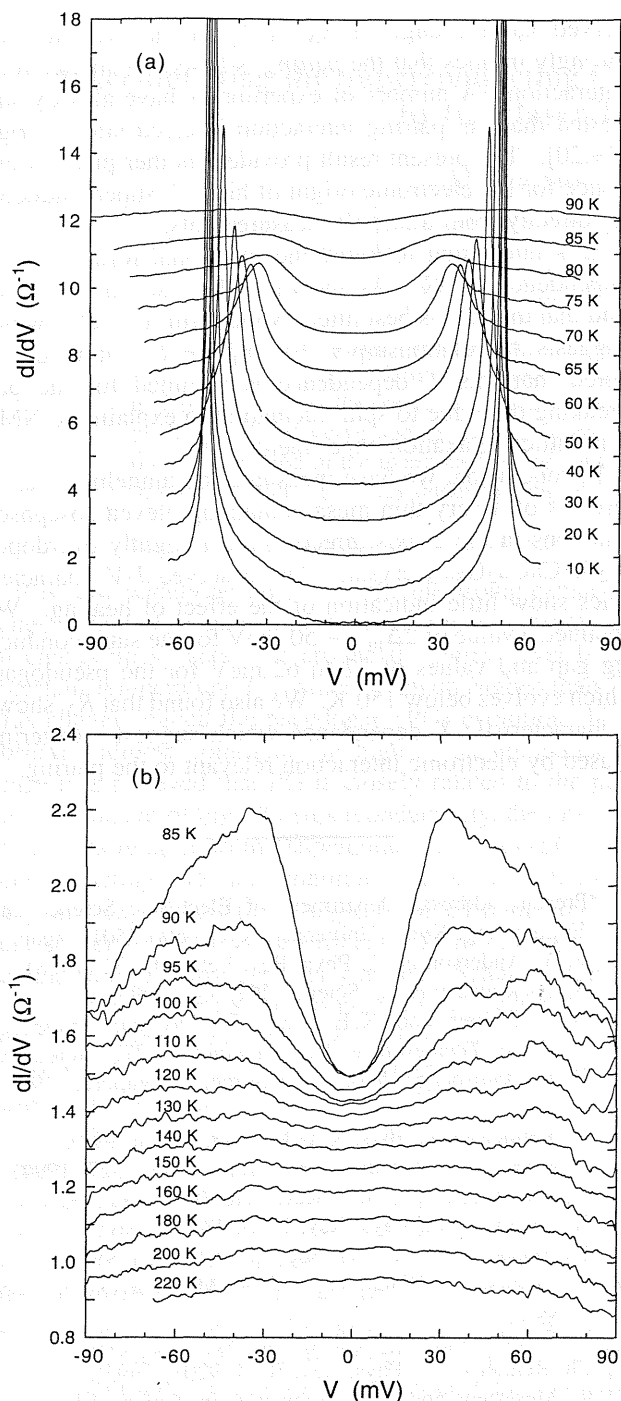 18
(a)
16
14
dI/dV (Ω⁻¹)
12
90 K
85 K
80 K
10
75 K
70 K
8
65 K
60 K
6
50 K
40 K
4
30 K
20 K
2
10 K
0
-90 -60 -30 0 30 60 90
V (mV)
2.4
(b)
2.2
85 K
2.0
90 K
dI/dV (Ω⁻¹)
1.8
95 K
100 K
1.6
110 K
120 K
1.4
130 K
140 K
150 K
1.2
160 K
180 K
1.0
200 K
220 K
0.8
-90 -60 -30 0 30 60 90
V (mV)